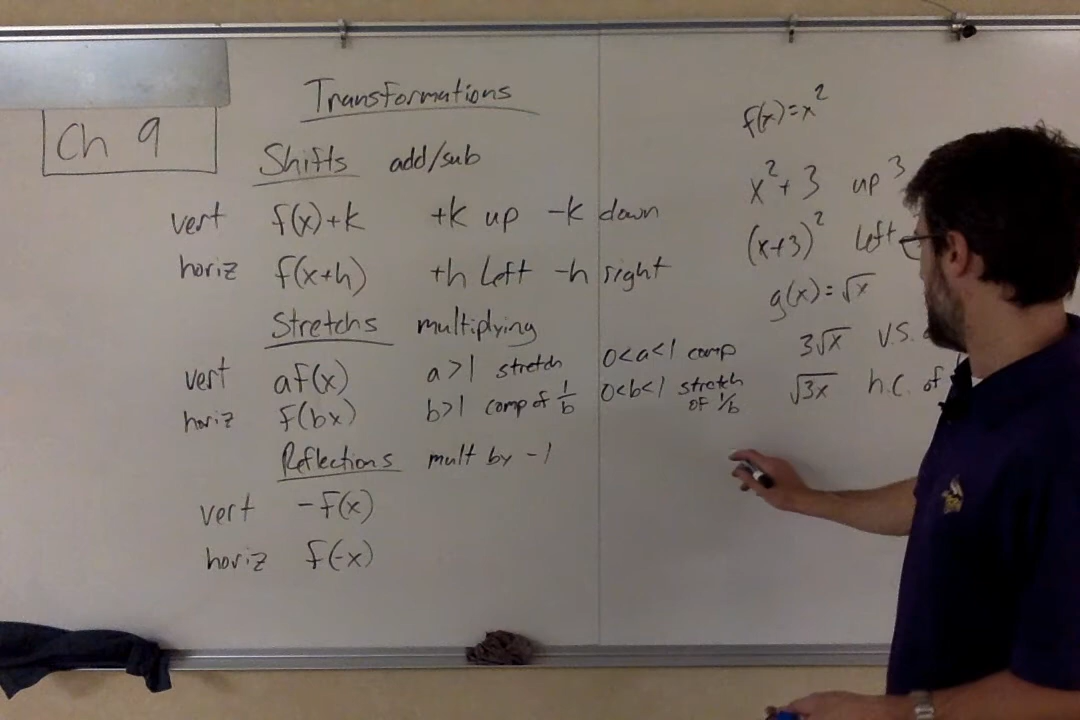 Ch 9
Transformations
Shifts add/sub
vert f(x)+k +k up -k down
horiz f(x+h) +h left -h right
Stretchs multiplying
vert af(x) a>1 stretch 0<a<1 comp
horiz f(bx) b>1 comp of 1/b 0<b<1 stretch of 1/b
Reflections mult by -1
vert -f(x)
horiz f(-x)
f(x)=x²
x²+3 up 3
(x+3)² left
g(x)=√x
3√x V.S.
√3x h.c. of